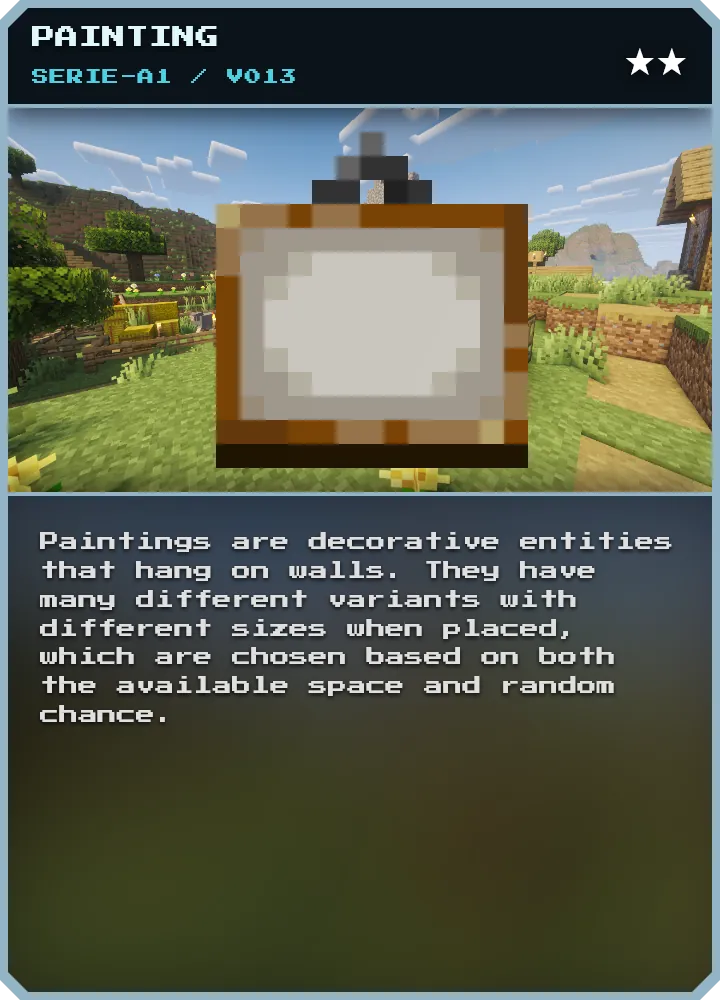 PAINTING
SERIE-A1 / V013
Paintings are decorative entities
that hang on walls. They have
many different variants with
different sizes when placed,
which are chosen based on both
the available space and random
chance.